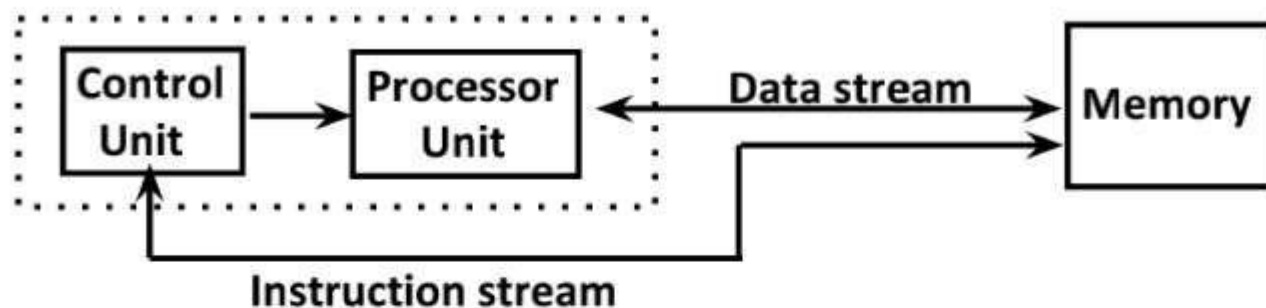 Control
Unit
Processor
Unit
Data stream
Memory
Instruction stream